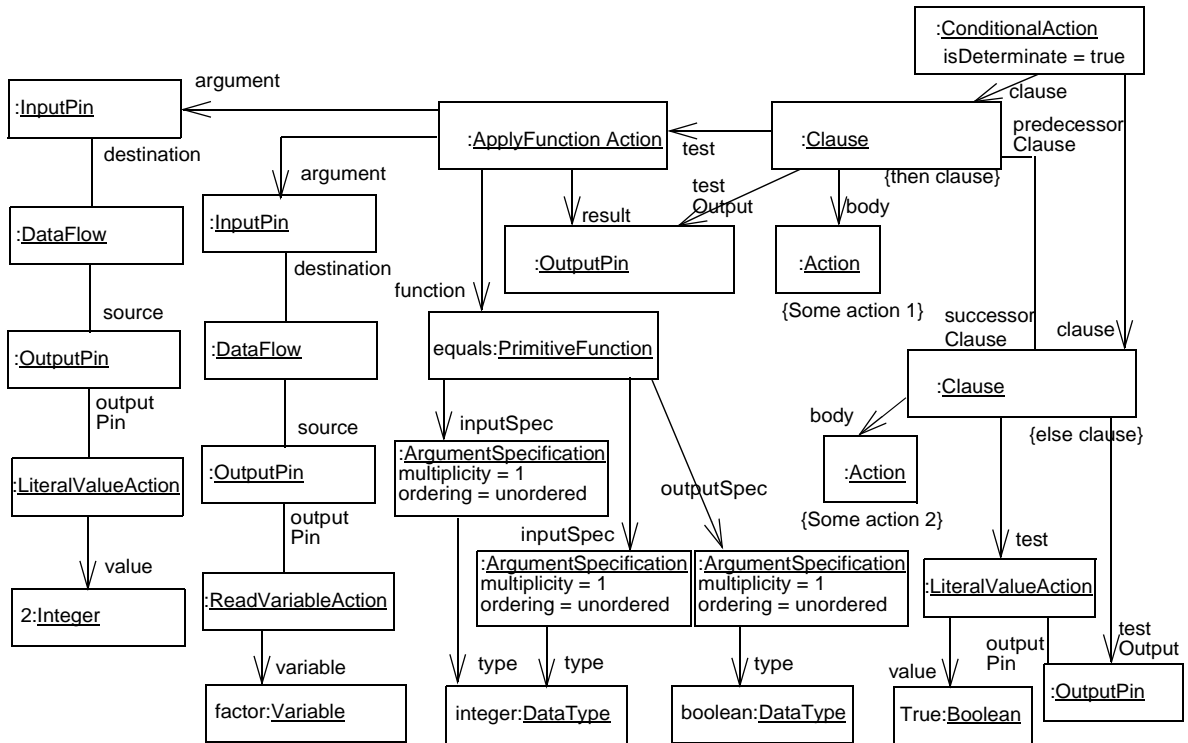 :ConditionalAction
isDeterminate = true
argument
clause
:InputPin
:ApplyFunction Action
:Clause
predecessor
Clause
test
destination
argument
{then clause}
test
Output
body
result
:InputPin
:DataFlow
:OutputPin
:Action
destination
function
{Some action 1}
source
successor
Clause
clause
:OutputPin
:DataFlow
equals:PrimitiveFunction
:Clause
output
Pin
body
inputSpec
source
{else clause}
:ArgumentSpecification
multiplicity = 1
ordering = unordered
:OutputPin
:Action
:LiteralValueAction
outputSpec
{Some action 2}
output
Pin
inputSpec
test
value
:ArgumentSpecification
multiplicity = 1
ordering = unordered
:ArgumentSpecification
multiplicity = 1
ordering = unordered
:LiteralValueAction
2:Integer
:ReadVariableAction
test
Output
output
Pin
variable
type
type
type
value
:OutputPin
factor:Variable
integer:DataType
boolean:DataType
True:Boolean